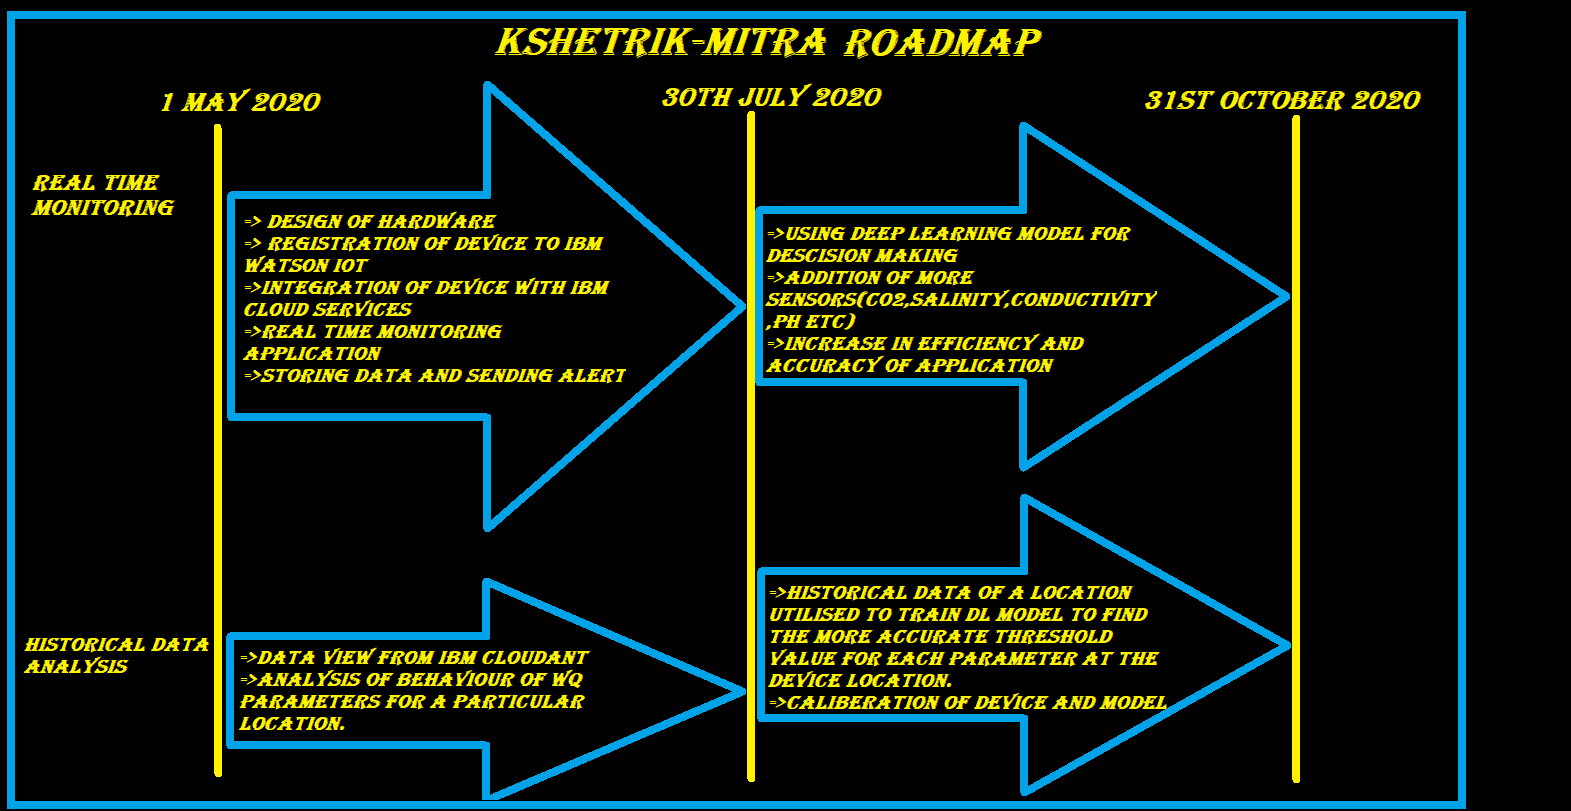 KSHETRIK-MITRA ROADMAP
1 MAY 2020
30TH JULY 2020
31ST OCTOBER 2020
REAL TIME
MONITORING
=> DESIGN OF HARDWARE
=> REGISTRATION OF DEVICE TO IBM
WATSON IOT
=>INTEGRATION OF DEVICE WITH IBM
CLOUD SERVICES
=>REAL TIME MONITORING
APPLICATION
=>STORING DATA AND SENDING ALERT
=>USING DEEP LEARNING MODEL FOR
DESCISION MAKING
=>ADDITION OF MORE
SENSORS(CO2,SALINITY,CONDUCTIVITY
,PH ETC)
=>INCREASE IN EFFICIENCY AND
ACCURACY OF APPLICATION
HISTORICAL DATA
ANALYSIS
=>DATA VIEW FROM IBM CLOUDANT
=>ANALYSIS OF BEHAVIOUR OF WQ
PARAMETERS FOR A PARTICULAR
LOCATION.
=>HISTORICAL DATA OF A LOCATION
UTILISED TO TRAIN DL MODEL TO FIND
THE MORE ACCURATE THRESHOLD
VALUE FOR EACH PARAMETER AT THE
DEVICE LOCATION.
=>CALIBERATION OF DEVICE AND MODEL